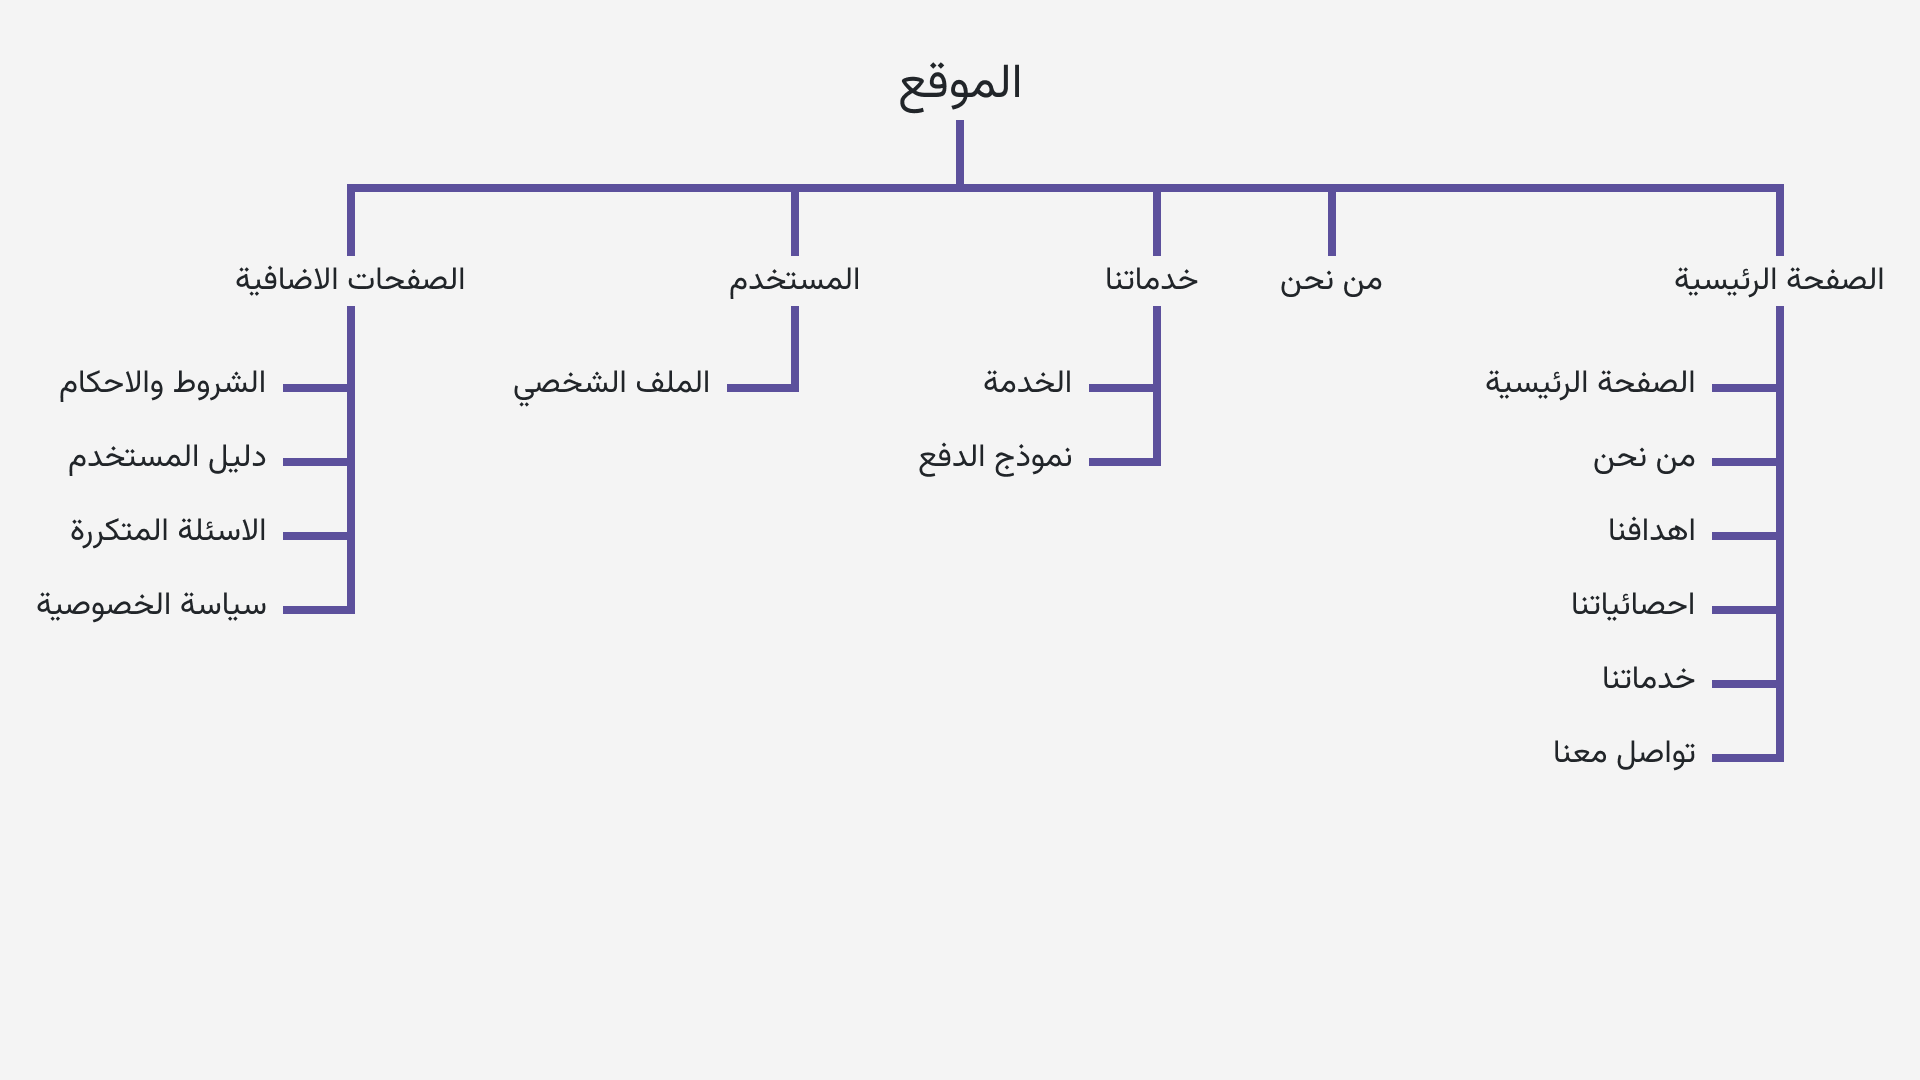 الموقع
الصفحة الرئيسية
من نحن
خدماتنا
المستخدم
الصفحات الاضافية
الصفحة الرئيسية
من نحن
اهدافنا
احصائياتنا
خدماتنا
تواصل معنا
الخدمة
نموذج الدفع
الملف الشخصي
الشروط والاحكام
دليل المستخدم
الاسئلة المتكررة
سياسة الخصوصية